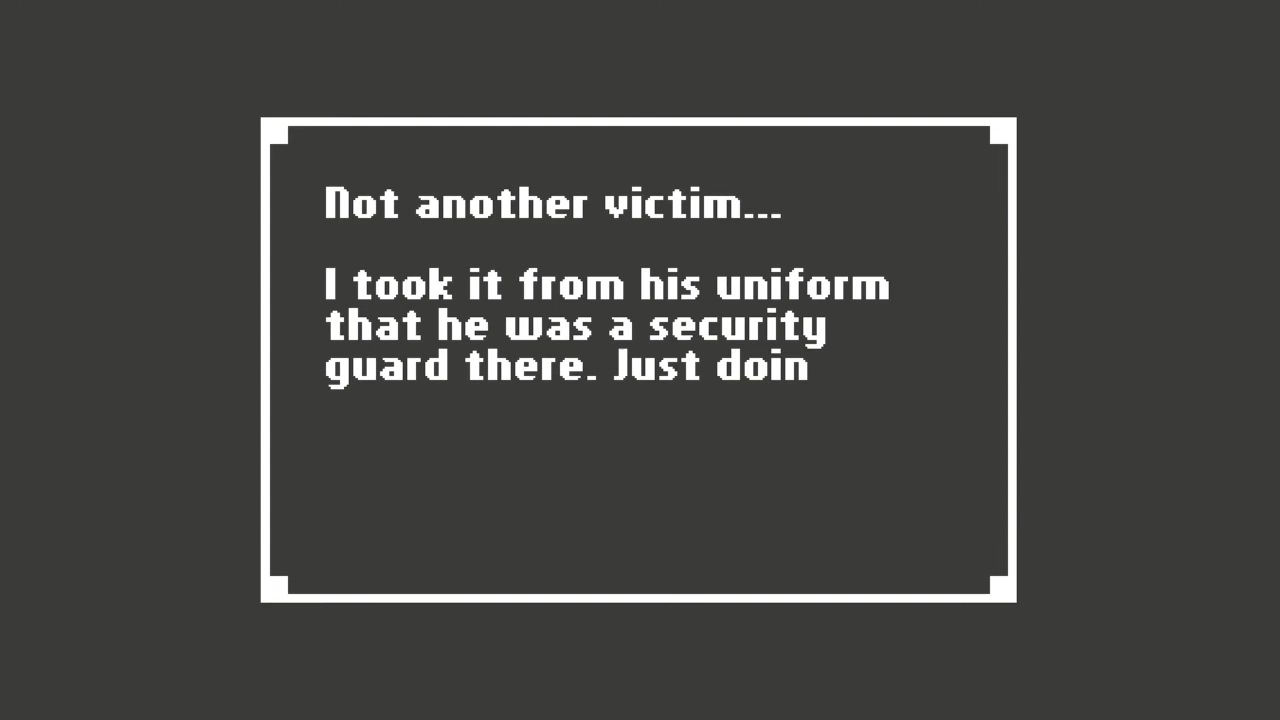 Not another victim...
I took it from his uniform
that he was a security
guard there. Just doin